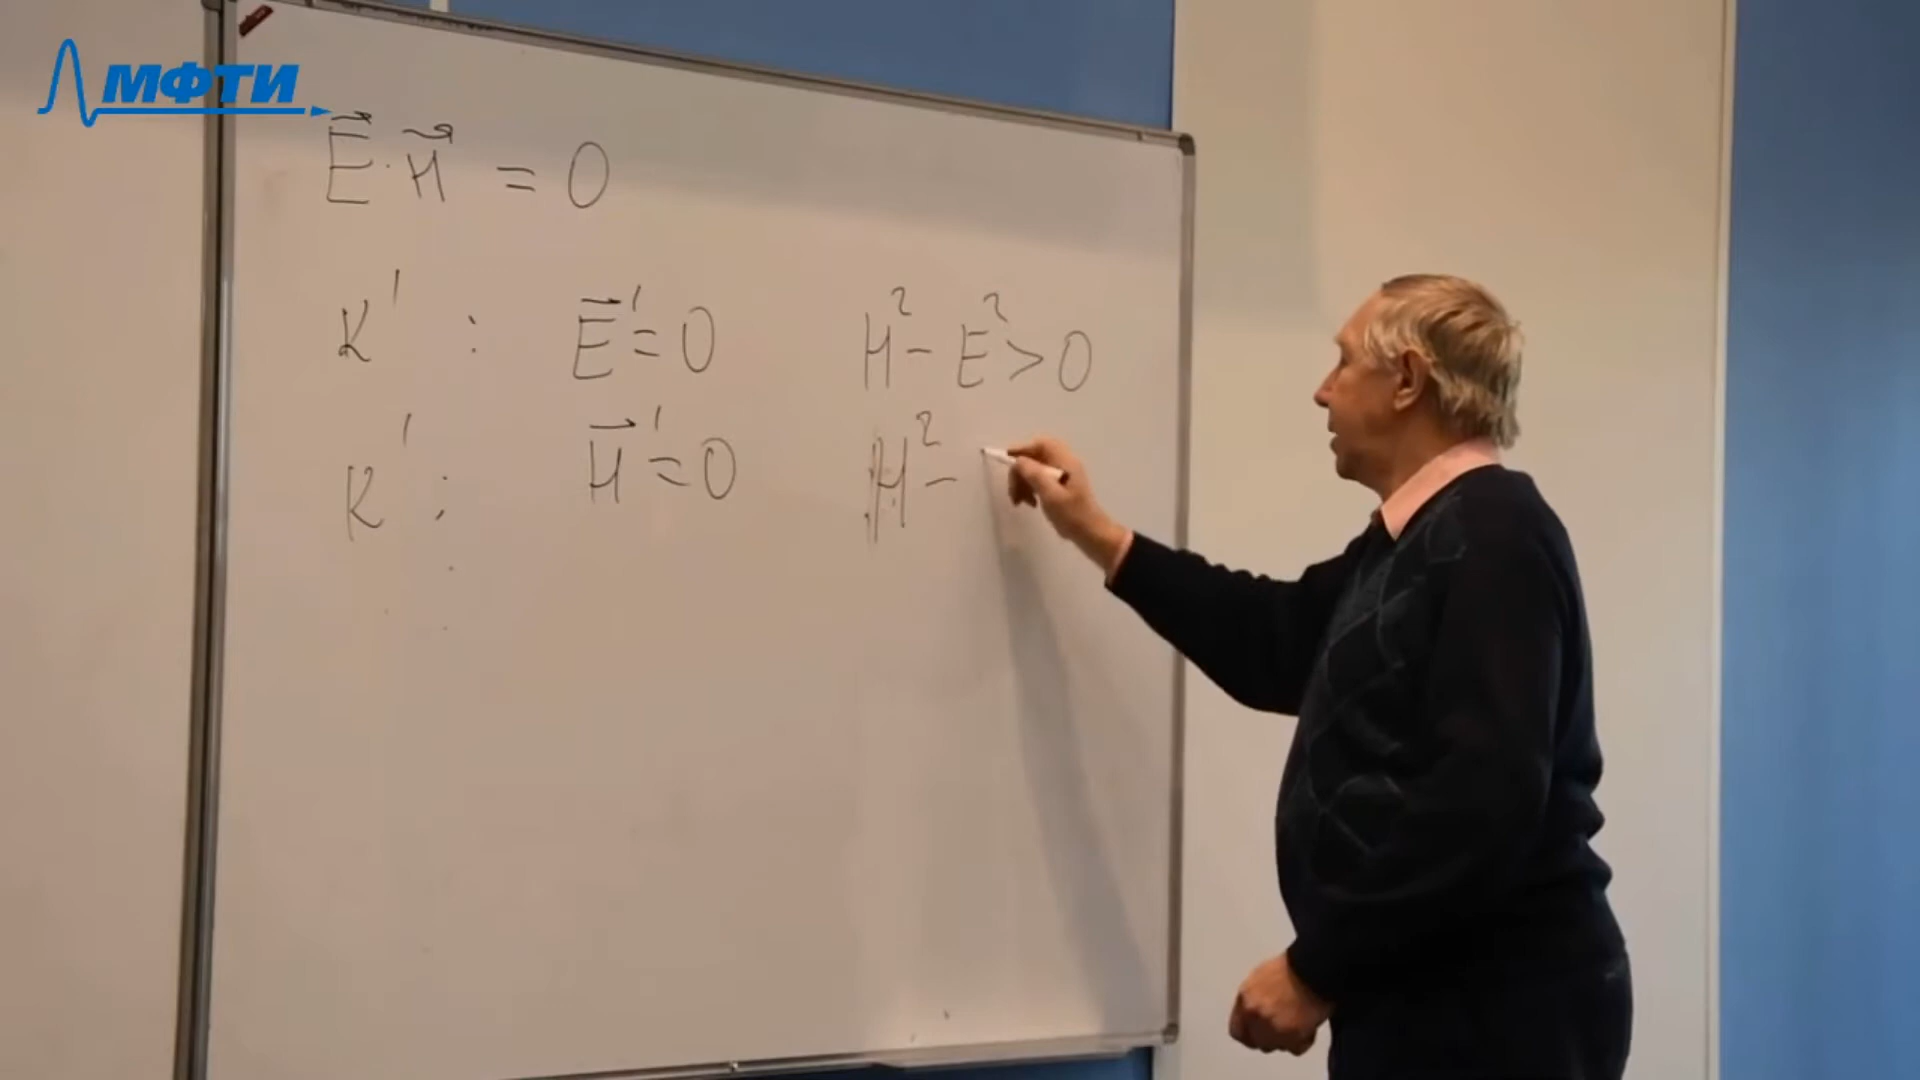 МФТИ
E⃗·H⃗ = 0
K' : E⃗' = 0 H² - E² > 0
K' : H⃗' = 0 H² -